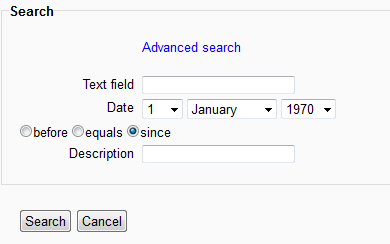 Search
Advanced search
Text field
Date 1 January 1970
before equals since
Description
Search Cancel